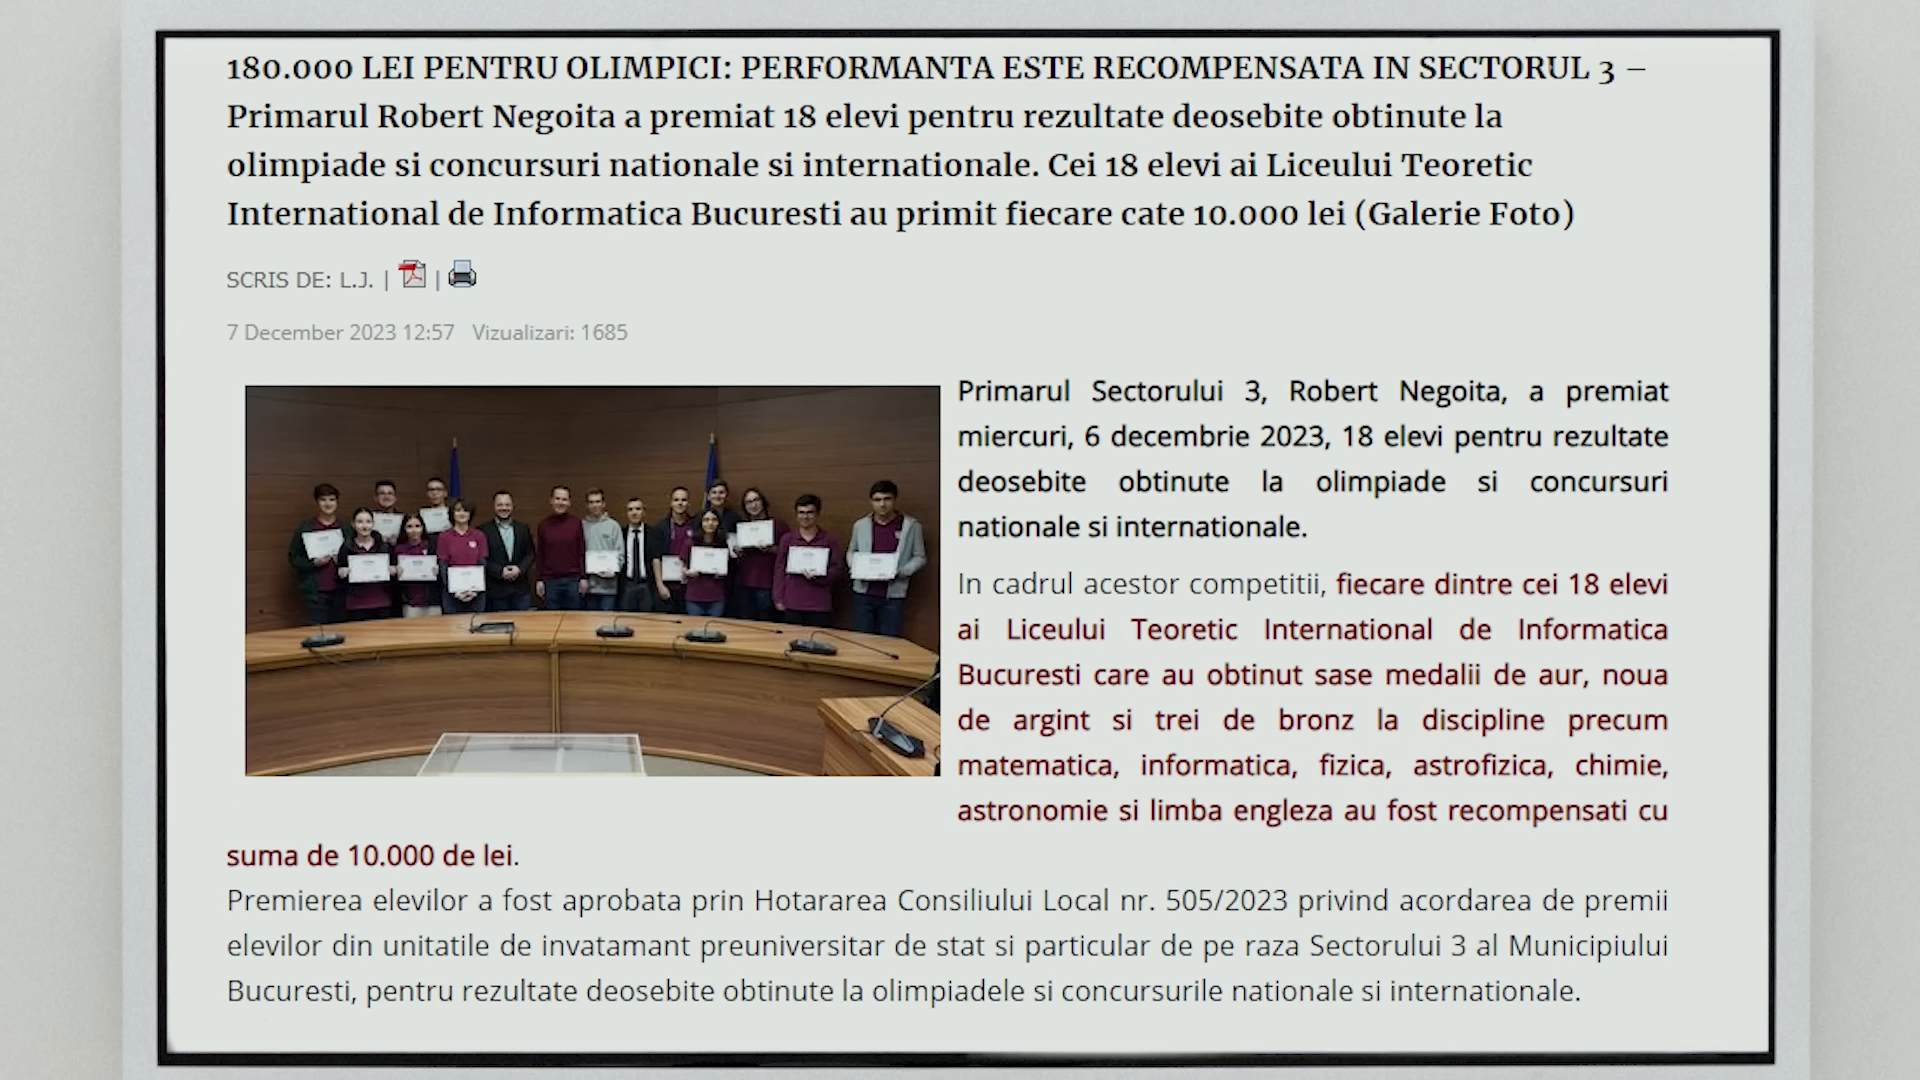 180.000 LEI PENTRU OLIMPICI: PERFORMANTA ESTE RECOMPENSATA IN SECTORUL 3 –
Primarul Robert Negoita a premiat 18 elevi pentru rezultate deosebite obtinute la
olimpiade si concursuri nationale si internationale. Cei 18 elevi ai Liceului Teoretic
International de Informatica Bucuresti au primit fiecare cate 10.000 lei (Galerie Foto)
SCRIS DE: L.J. | |
7 December 2023 12:57 Vizualizari: 1685
Primarul Sectorului 3, Robert Negoita, a premiat
miercuri, 6 decembrie 2023, 18 elevi pentru rezultate
deosebite obtinute la olimpiade si concursuri
nationale si internationale.
In cadrul acestor competitii, fiecare dintre cei 18 elevi
ai Liceului Teoretic International de Informatica
Bucuresti care au obtinut sase medalii de aur, noua
de argint si trei de bronz la discipline precum
matematica, informatica, fizica, astrofizica, chimie,
astronomie si limba engleza au fost recompensati cu
suma de 10.000 de lei.
Premierea elevilor a fost aprobata prin Hotararea Consiliului Local nr. 505/2023 privind acordarea de premii
elevilor din unitatile de invatamant preuniversitar de stat si particular de pe raza Sectorului 3 al Municipiului
Bucuresti, pentru rezultate deosebite obtinute la olimpiadele si concursurile nationale si internationale.